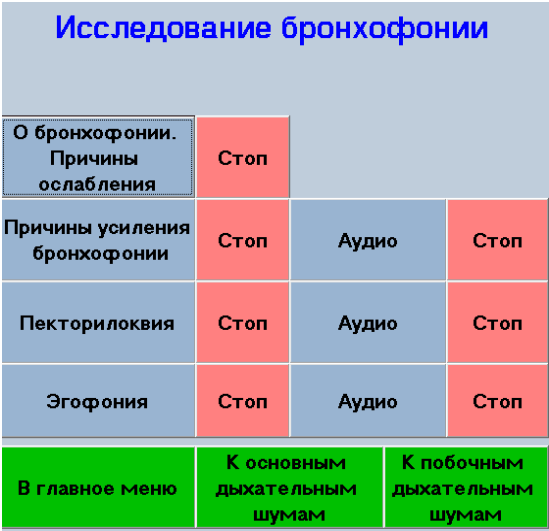 Исследование бронхофонии
О бронхофонии.
Причины
ослабления
Стоп
Причины усиления
бронхофонии
Стоп
Аудио
Стоп
Пекторилоквия
Стоп
Аудио
Стоп
Эгофония
Стоп
Аудио
Стоп
В главное меню
К основным
дыхательным
шумам
К побочным
дыхательным
шумам